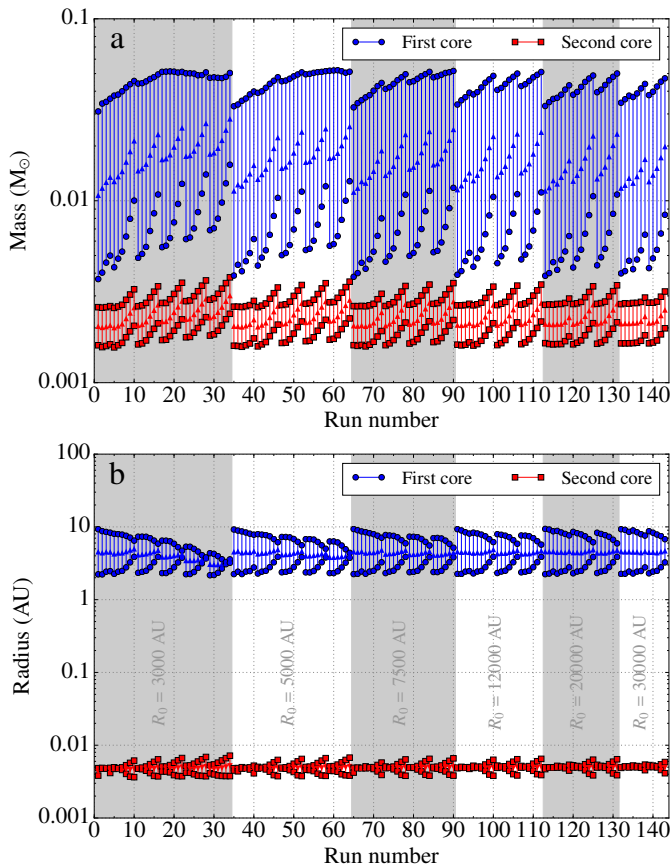 a
First core
Second core
0.1
0.01
0.001
Mass (M⊙)
0 10 20 30 40 50 60 70 80 90 100 110 120 130 140
Run number
b
First core
Second core
100
10
1
0.1
0.01
0.001
Radius (AU)
R0 = 3000 AU
R0 = 5000 AU
R0 = 7500 AU
R0 = 12000 AU
R0 = 20000 AU
R0 = 30000 AU
0 10 20 30 40 50 60 70 80 90 100 110 120 130 140
Run number